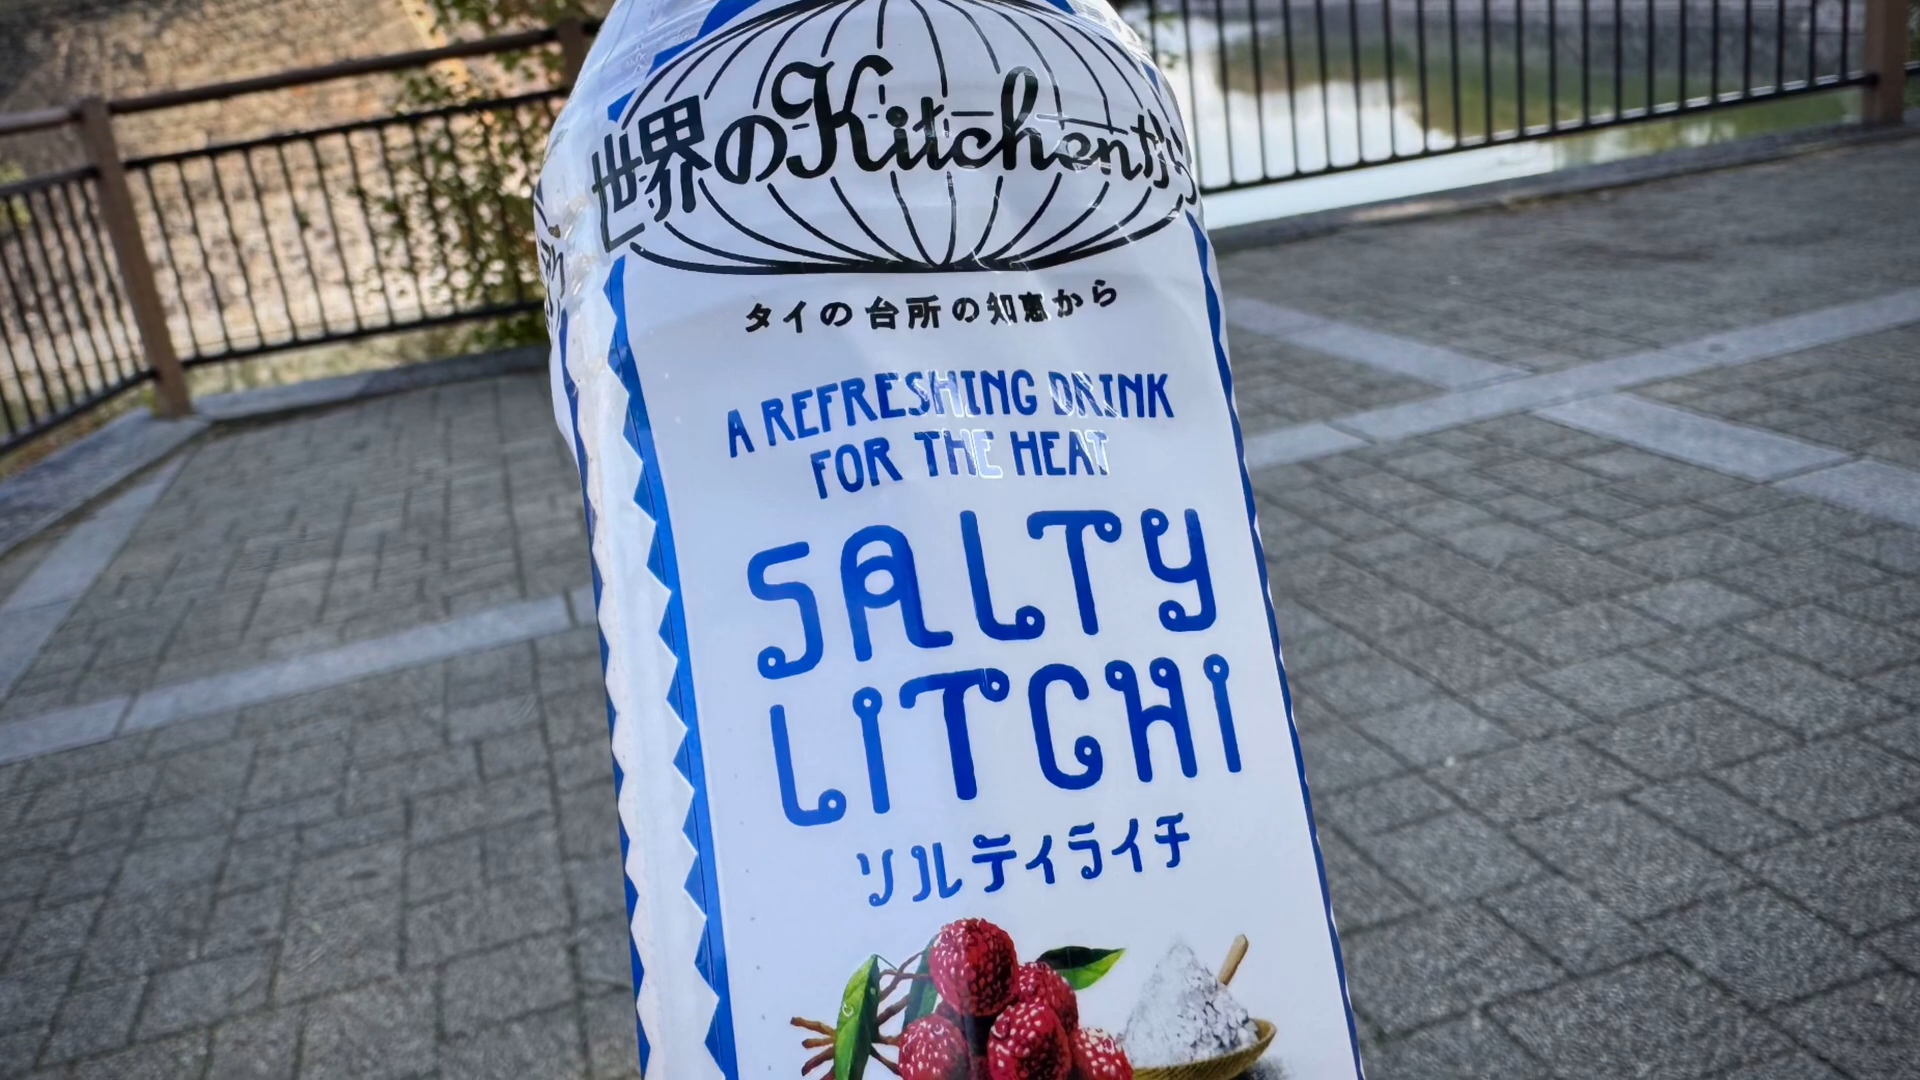 世界のKitchenから
タイの台所の知恵から
A REFRESHING DRINK
FOR THE HEAT
SALTY
LITCHI
ソルティライチ